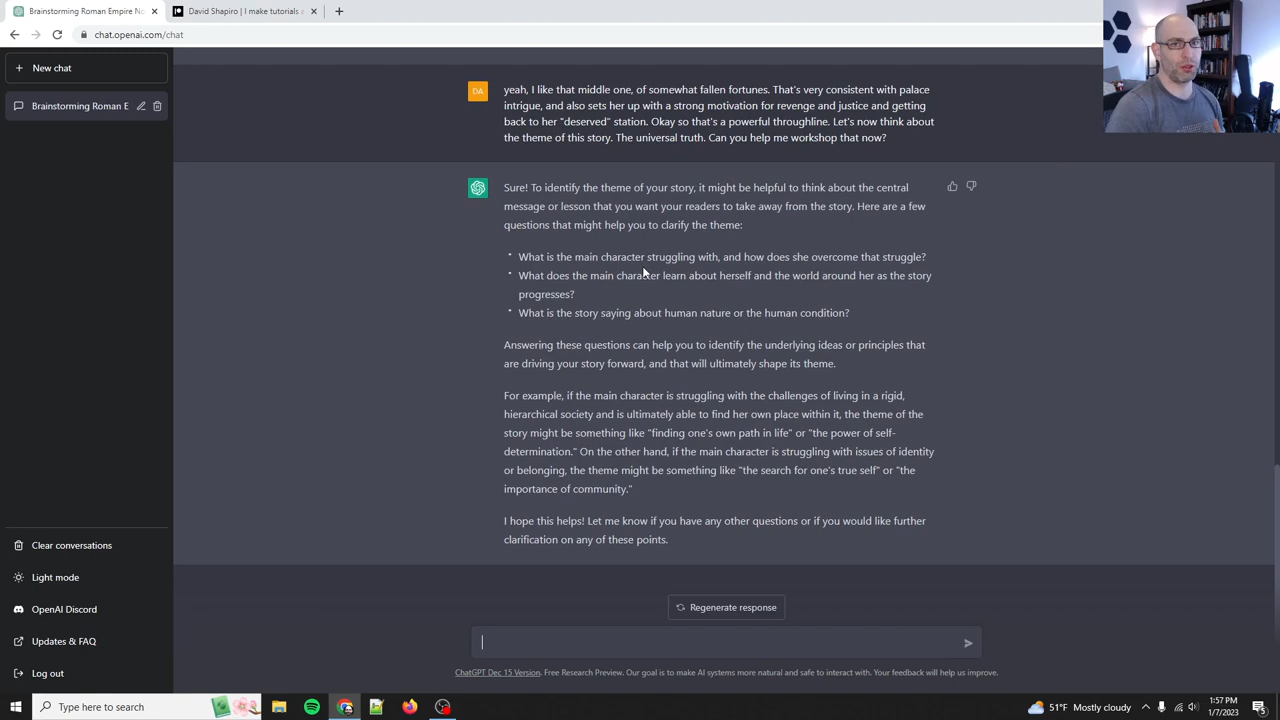 Brainstorming Roman Empire No
David Shapiro | I make tutorials a
chat.openai.com/chat
New chat
Brainstorming Roman E
DA
yeah, I like that middle one, of somewhat fallen fortunes. That's very consistent with palace
intrigue, and also sets her up with a strong motivation for revenge and justice and getting
back to her "deserved" station. Okay so that's a powerful throughline. Let's now think about
the theme of this story. The universal truth. Can you help me workshop that now?
Sure! To identify the theme of your story, it might be helpful to think about the central
message or lesson that you want your readers to take away from the story. Here are a few
questions that might help you to clarify the theme:
• What is the main character struggling with, and how does she overcome that struggle?
• What does the main character learn about herself and the world around her as the story
progresses?
• What is the story saying about human nature or the human condition?
Answering these questions can help you to identify the underlying ideas or principles that
are driving your story forward, and that will ultimately shape its theme.
For example, if the main character is struggling with the challenges of living in a rigid,
hierarchical society and is ultimately able to find her own place within it, the theme of the
story might be something like "finding one's own path in life" or "the power of self-
determination." On the other hand, if the main character is struggling with issues of identity
or belonging, the theme might be something like "the search for one's true self" or "the
importance of community."
I hope this helps! Let me know if you have any other questions or if you would like further
clarification on any of these points.
Clear conversations
Light mode
OpenAI Discord
Updates & FAQ
Log out
Regenerate response
ChatGPT Dec 15 Version. Free Research Preview. Our goal is to make AI systems more natural and safe to interact with. Your feedback will help us improve.
Type here to search
51°F Mostly cloudy
1:57 PM
1/7/2023
5